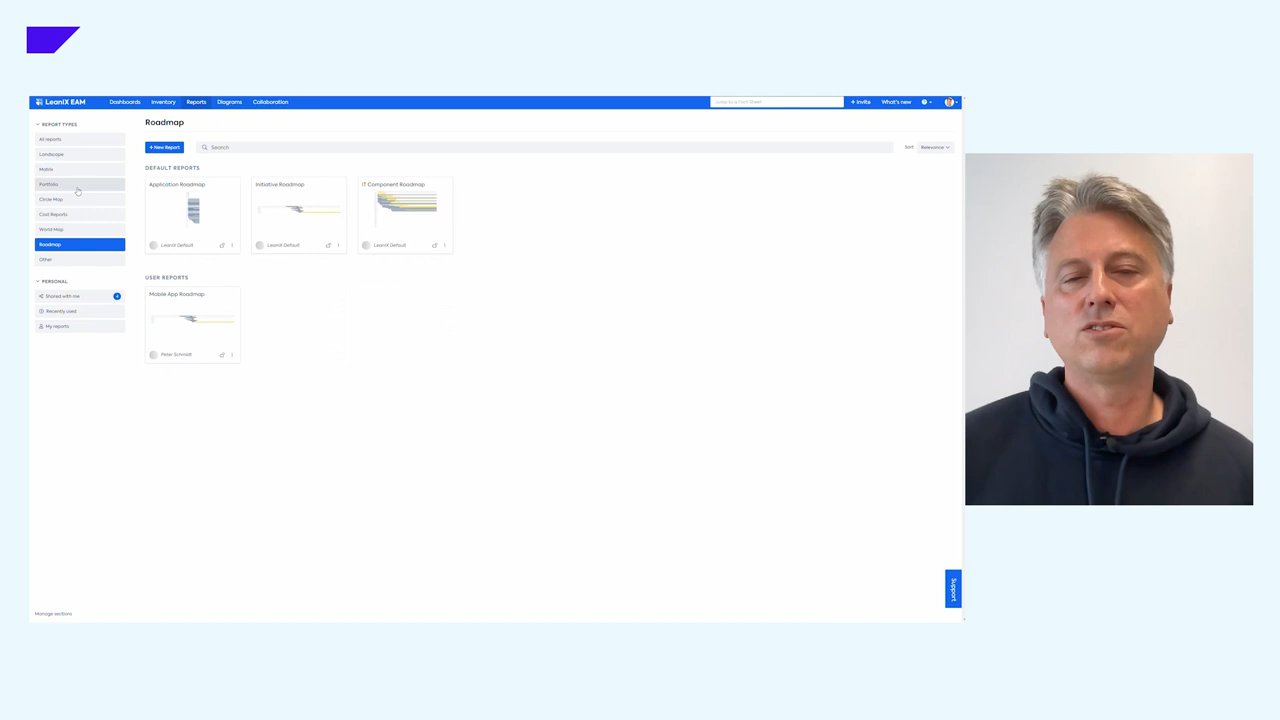 LeanIX EAM
Dashboards
Inventory
Reports
Diagrams
Collaboration
Jump to a Fact Sheet
+ Invite
What's new
REPORT TYPES
All reports
Landscape
Matrix
Portfolio
Circle Map
Cost Reports
World Map
Roadmap
Other
PERSONAL
Shared with me
4
Recently used
My reports
Manage sections
Roadmap
+ New Report
Search
Sort
Relevance
DEFAULT REPORTS
Application Roadmap
LeanIX Default
Initiative Roadmap
LeanIX Default
IT Component Roadmap
LeanIX Default
USER REPORTS
Mobile App Roadmap
Peter Schmidt
Support